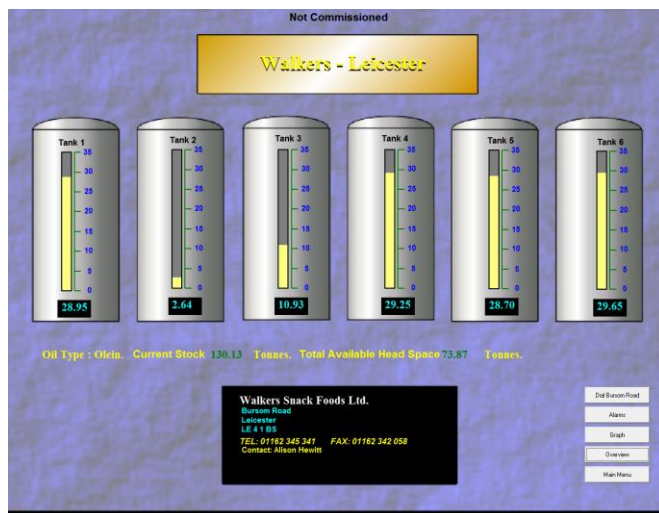 Not Commissioned
Walkers - Leicester
Tank 1
35
30
25
20
15
10
5
0
28.95
Tank 2
35
30
25
20
15
10
5
0
2.64
Tank 3
35
30
25
20
15
10
5
0
10.93
Tank 4
35
30
25
20
15
10
5
0
29.25
Tank 5
35
30
25
20
15
10
5
0
28.70
Tank 6
35
30
25
20
15
10
5
0
29.65
Oil Type : Olein. Current Stock 130.13 Tonnes. Total Available Head Space 73.87 Tonnes.
Walkers Snack Foods Ltd.
Bursom Road
Leicester
LE 4 1 BS
TEL: 01162 345 341 FAX: 01162 342 058
Contact: Alison Hewitt
Dial Bursom Road
Alarms
Graph
Overview
Main Menu